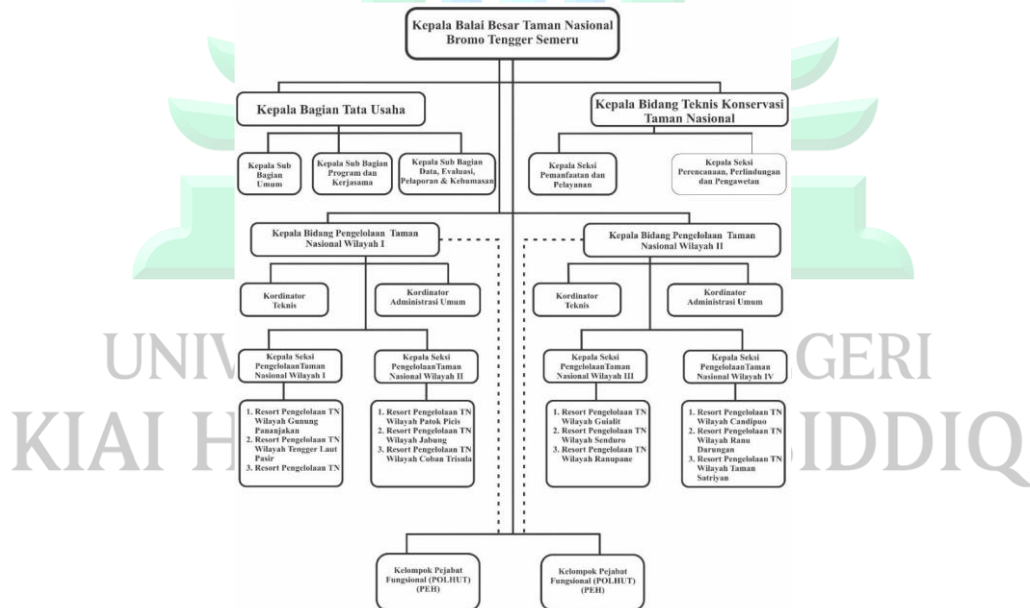 Kepala Balai Besar Taman Nasional
Bromo Tengger Semeru
Kepala Bagian Tata Usaha
Kepala Bidang Teknis Konservasi
Taman Nasional
Kepala Sub
Bagian
Umum
Kepala Sub Bagian
Program dan
Kerjasama
Kepala Sub Bagian
Data, Evaluasi,
Pelaporan & Kehumasan
Kepala Seksi
Pemanfaatan dan
Pelayanan
Kepala Seksi
Perencanaan, Perlindungan
dan Pengawetan
Kepala Bidang Pengelolaan Taman
Nasional Wilayah I
Kepala Bidang Pengelolaan Taman
Nasional Wilayah II
Kordinator
Teknis
Kordinator
Administrasi Umum
Kordinator
Teknis
Kordinator
Administrasi Umum
Kepala Seksi
PengelolaanTaman
Nasional Wilayah I
Kepala Seksi
PengelolaanTaman
Nasional Wilayah II
Kepala Seksi
PengelolaanTaman
Nasional Wilayah III
Kepala Seksi
PengelolaanTaman
Nasional Wilayah IV
1. Resort Pengelolaan TN
Wilayah Gunung
Pananjakan
2. Resort Pengelolaan TN
Wilayah Tengger Laut
Pasir
3. Resort Pengelolaan TN
1. Resort Pengelolaan TN
Wilayah Patok Picis
2. Resort Pengelolaan TN
Wilayah Jabung
3. Resort Pengelolaan TN
Wilayah Coban Trisula
1. Resort Pengelolaan TN
Wilayah Guialit
2. Resort Pengelolaan TN
Wilayah Senduro
3. Resort Pengelolaan TN
Wilayah Ranupane
1. Resort Pengelolaan TN
Wilayah Candipuo
2. Resort Pengelolaan TN
Wilayah Ranu
Darungan
3. Resort Pengelolaan TN
Wilayah Taman
Satriyan
Kelompok Pejabat
Fungsional (POLHUT)
(PEH)
Kelompok Pejabat
Fungsional (POLHUT)
(PEH)
UNIV GERI
KIAI H IDDIQ